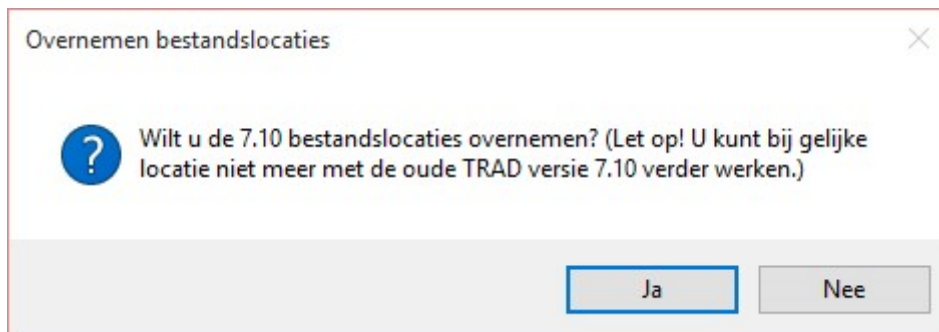 Overnemen bestandslocaties
Wilt u de 7.10 bestandslocaties overnemen? (Let op! U kunt bij gelijke
locatie niet meer met de oude TRAD versie 7.10 verder werken.)
Ja
Nee